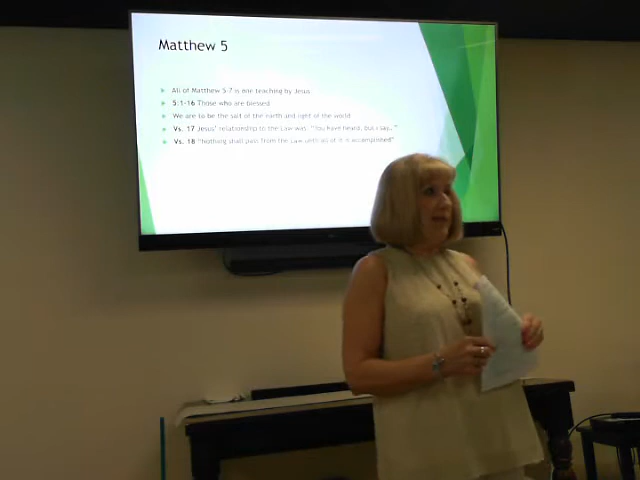 Matthew 5
All of Matthew 5-7 is one teaching by Jesus
5:1-16 Those who are blessed
We are to be the salt of the earth and light of the world
Vs. 17 Jesus' relationship to the Law was "You have heard, but I say…"
Vs. 18 "Nothing shall pass from the Law until all of it is accomplished"